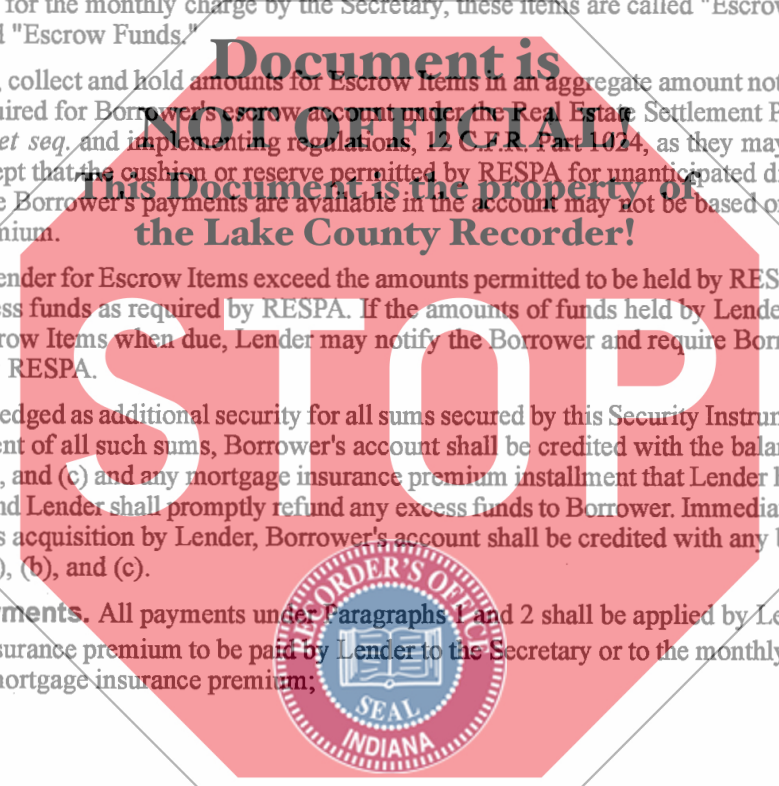 for the monthly charge by the Secretary, these items are called "Escrow
"Escrow Funds."
Document is
collect and hold amounts for Escrow Items in an aggregate amount not
uired for Borrower's escrow account under the Real Estate Settlement P
NOT OFFICIAL!
et seq. and implementing regulations, 12 C.F.R. Part 1024, as they may
ept that the cushion or reserve permitted by RESPA for unanticipated di
This Document is the property of
e Borrower's payments are available in the account may not be based o
mium.
the Lake County Recorder!
ender for Escrow Items exceed the amounts permitted to be held by RES
ess funds as required by RESPA. If the amounts of funds held by Lende
row Items when due, Lender may notify the Borrower and require Borr
RESPA.
STOP
edged as additional security for all sums secured by this Security Instrum
ent of all such sums, Borrower's account shall be credited with the balan
, and (c) and any mortgage insurance premium installment that Lender h
nd Lender shall promptly refund any excess funds to Borrower. Immedia
s acquisition by Lender, Borrower's account shall be credited with any b
), (b), and (c).
yments. All payments under Paragraphs 1 and 2 shall be applied by Le
surance premium to be paid by Lender to the Secretary or to the monthly
mortgage insurance premium;
RECORDER'S OFFICE
SEAL
INDIANA